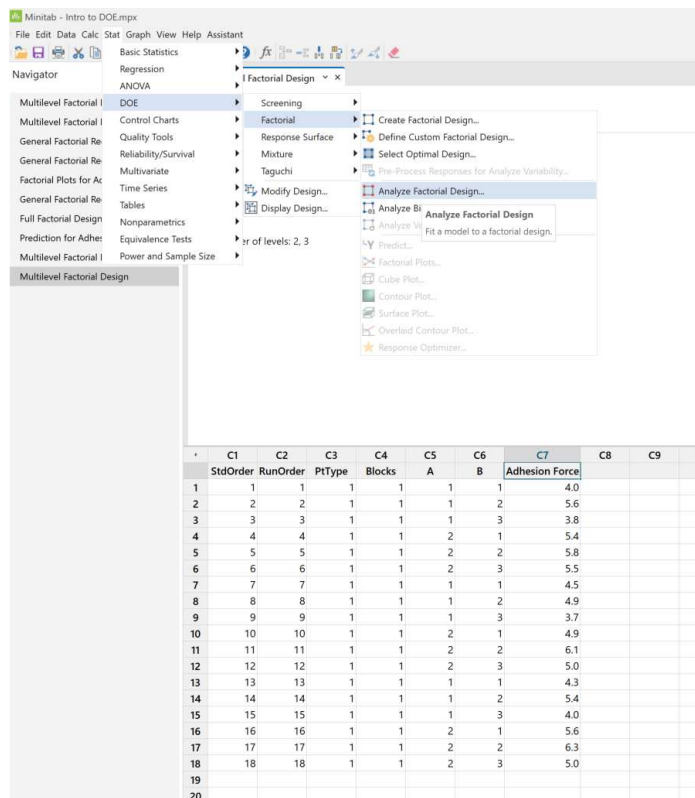 Minitab - Intro to DOE.mpx
File Edit Data Calc Stat Graph View Help Assistant
Navigator
Multilevel Factorial
Multilevel Factorial
General Factorial Re
General Factorial Re
Factorial Plots for Ad
General Factorial Re
Full Factorial Design
Prediction for Adhes
Multilevel Factorial
Multilevel Factorial Design
Basic Statistics
Regression
ANOVA
DOE
Control Charts
Quality Tools
Reliability/Survival
Multivariate
Time Series
Tables
Nonparametrics
Equivalence Tests
Power and Sample Size
l Factorial Design
Screening
Factorial
Response Surface
Mixture
Taguchi
Modify Design...
Display Design...
er of levels: 2, 3
Create Factorial Design...
Define Custom Factorial Design...
Select Optimal Design...
Pre-Process Responses for Analyze Variability...
Analyze Factorial Design...
Analyze Bi
Analyze V
Predict...
Factorial Plots...
Cube Plot...
Contour Plot...
Surface Plot...
Overlaid Contour Plot...
Response Optimizer...
Analyze Factorial Design
Fit a model to a factorial design.
C1 C2 C3 C4 C5 C6 C7 C8 C9
StdOrder RunOrder PtType Blocks A B Adhesion Force
1 1 1 1 1 1 1 4.0
2 2 2 1 1 1 2 5.6
3 3 3 1 1 1 3 3.8
4 4 4 1 1 2 1 5.4
5 5 5 1 1 2 2 5.8
6 6 6 1 1 2 3 5.5
7 7 7 1 1 1 1 4.5
8 8 8 1 1 1 2 4.9
9 9 9 1 1 1 3 3.7
10 10 10 1 1 2 1 4.9
11 11 11 1 1 2 2 6.1
12 12 12 1 1 2 3 5.0
13 13 13 1 1 1 1 4.3
14 14 14 1 1 1 2 5.4
15 15 15 1 1 1 3 4.0
16 16 16 1 1 2 1 5.6
17 17 17 1 1 2 2 6.3
18 18 18 1 1 2 3 5.0
19
20